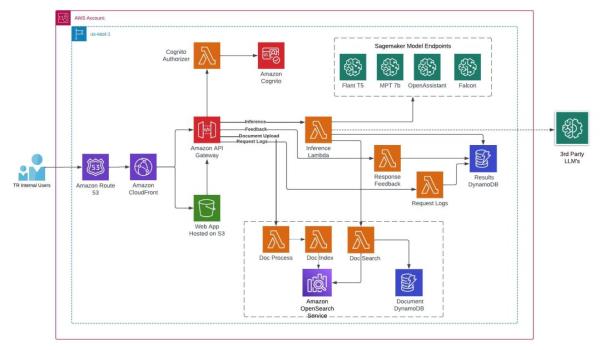 AWS Account
us-east-1
Sagemaker Model Endpoints
Cognito
Authorizer
Amazon
Cognito
Flant T5
MPT 7b
OpenAssistant
Falcon
Inference
Feedback
Document Upload
Request Logs
Amazon API
Gateway
Inference
Lambda
3rd Party
LLM's
TR Internal Users
Amazon Route
53
Amazon
CloudFront
Response
Feedback
Results
DynamoDB
Request Logs
Web App
Hosted on S3
Doc Process
Doc Index
Doc Search
Amazon
OpenSearch
Service
Document
DynamoDB